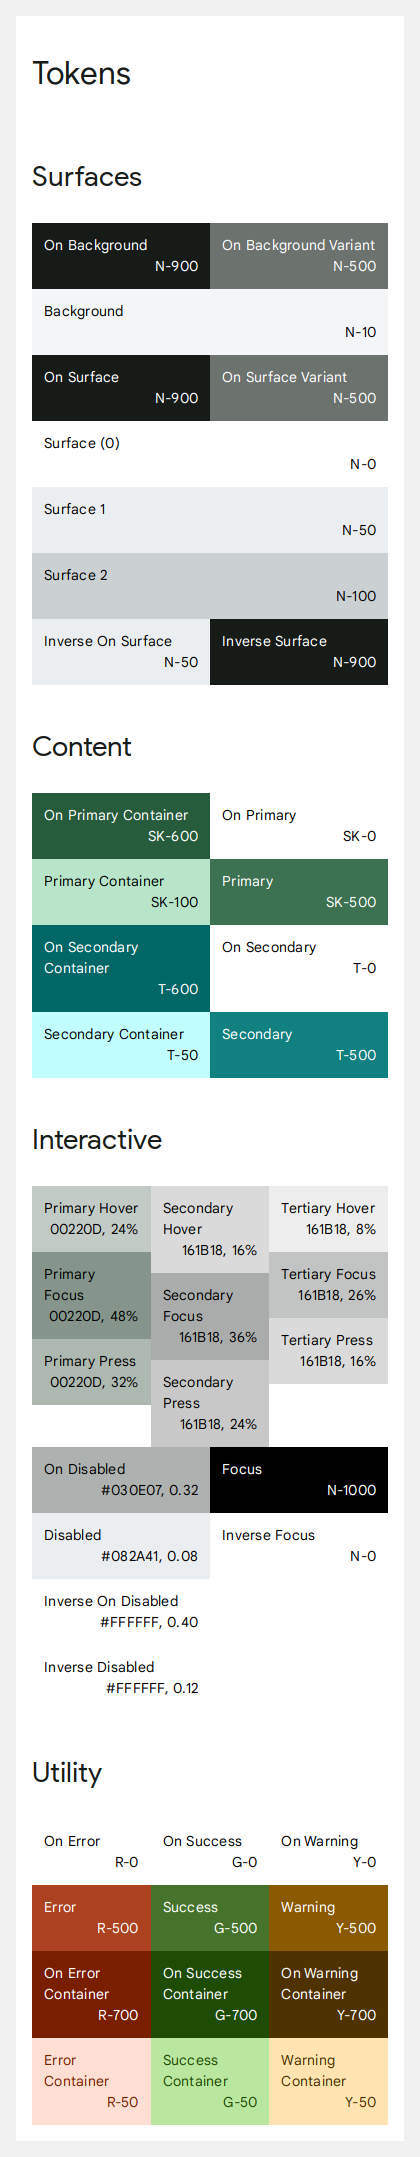 Tokens
Surfaces
On Background
N-900
On Background Variant
N-500
Background
N-10
On Surface
N-900
On Surface Variant
N-500
Surface (0)
N-0
Surface 1
N-50
Surface 2
N-100
Inverse On Surface
N-50
Inverse Surface
N-900
Content
On Primary Container
SK-600
On Primary
SK-0
Primary Container
SK-100
Primary
SK-500
On Secondary
Container
T-600
On Secondary
T-0
Secondary Container
T-50
Secondary
T-500
Interactive
Primary Hover
00220D, 24%
Primary
Focus
00220D, 48%
Primary Press
00220D, 32%
Secondary
Hover
161B18, 16%
Secondary
Focus
161B18, 36%
Secondary
Press
161B18, 24%
Tertiary Hover
161B18, 8%
Tertiary Focus
161B18, 26%
Tertiary Press
161B18, 16%
On Disabled
#030E07, 0.32
Focus
N-1000
Disabled
#082A41, 0.08
Inverse Focus
N-0
Inverse On Disabled
#FFFFFF, 0.40
Inverse Disabled
#FFFFFF, 0.12
Utility
On Error
R-0
On Success
G-0
On Warning
Y-0
Error
R-500
Success
G-500
Warning
Y-500
On Error
Container
R-700
On Success
Container
G-700
On Warning
Container
Y-700
Error
Container
R-50
Success
Container
G-50
Warning
Container
Y-50